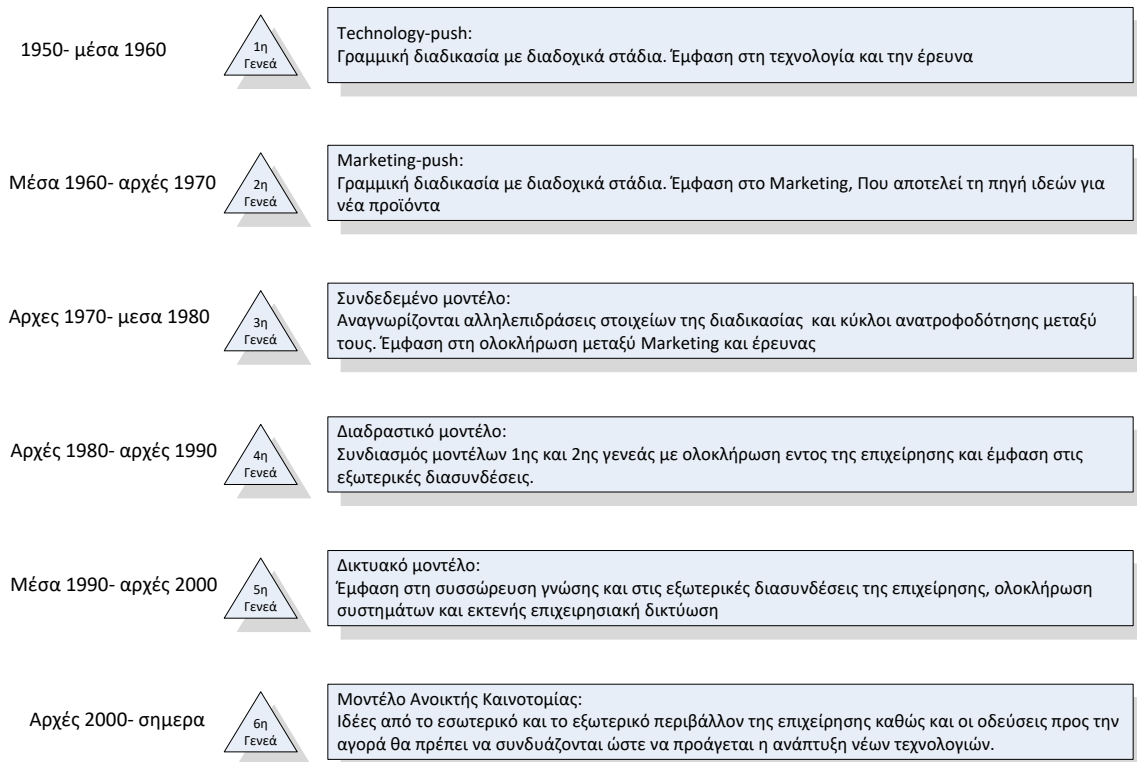 1950- μέσα 1960
1η
Γενεά
Technology-push:
Γραμμική διαδικασία με διαδοχικά στάδια. Έμφαση στη τεχνολογία και την έρευνα
Μέσα 1960- αρχές 1970
2η
Γενεά
Marketing-push:
Γραμμική διαδικασία με διαδοχικά στάδια. Έμφαση στο Marketing, Που αποτελεί τη πηγή ιδεών για
νέα προϊόντα
Αρχες 1970- μεσα 1980
3η
Γενεά
Συνδεδεμένο μοντέλο:
Αναγνωρίζονται αλληλεπιδράσεις στοιχείων της διαδικασίας και κύκλοι ανατροφοδότησης μεταξύ
τους. Έμφαση στη ολοκλήρωση μεταξύ Marketing και έρευνας
Αρχές 1980- αρχές 1990
4η
Γενεά
Διαδραστικό μοντέλο:
Συνδιασμός μοντέλων 1ης και 2ης γενεάς με ολοκλήρωση εντος της επιχείρησης και έμφαση στις
εξωτερικές διασυνδέσεις.
Μέσα 1990- αρχές 2000
5η
Γενεά
Δικτυακό μοντέλο:
Έμφαση στη συσσώρευση γνώσης και στις εξωτερικές διασυνδέσεις της επιχείρησης, ολοκλήρωση
συστημάτων και εκτενής επιχειρησιακή δικτύωση
Αρχές 2000- σημερα
6η
Γενεά
Μοντέλο Ανοικτής Καινοτομίας:
Ιδέες από το εσωτερικό και το εξωτερικό περιβάλλον της επιχείρησης καθώς και οι οδεύσεις προς την
αγορά θα πρέπει να συνδυάζονται ώστε να προάγεται η ανάπτυξη νέων τεχνολογιών.